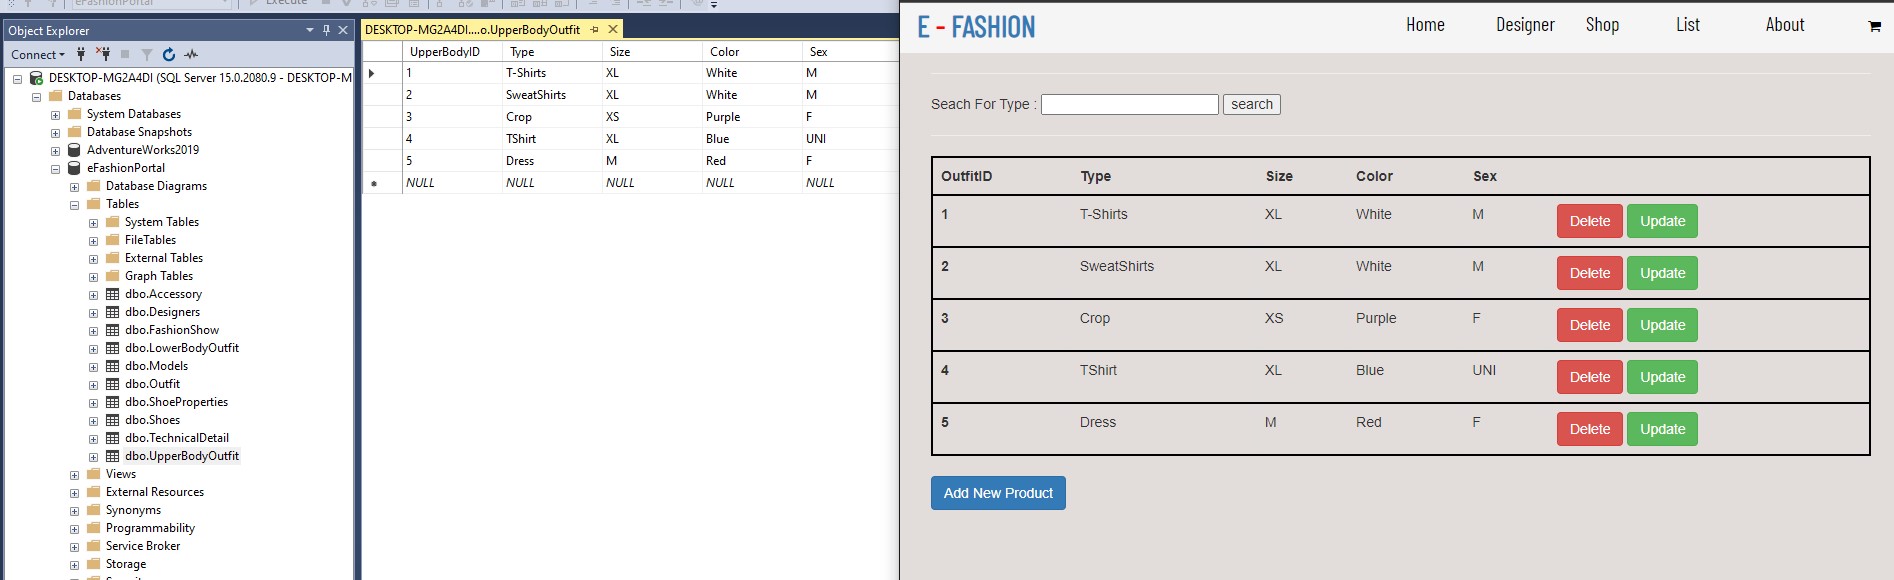 eFashionPortal
Execute
Object Explorer
Connect
DESKTOP-MG2A4DI (SQL Server 15.0.2080.9 - DESKTOP-M
Databases
System Databases
Database Snapshots
AdventureWorks2019
eFashionPortal
Database Diagrams
Tables
System Tables
FileTables
External Tables
Graph Tables
dbo.Accessory
dbo.Designers
dbo.FashionShow
dbo.LowerBodyOutfit
dbo.Models
dbo.Outfit
dbo.ShoeProperties
dbo.Shoes
dbo.TechnicalDetail
dbo.UpperBodyOutfit
Views
External Resources
Synonyms
Programmability
Service Broker
Storage
DESKTOP-MG2A4DI....o.UpperBodyOutfit
UpperBodyID Type Size Color Sex
1 T-Shirts XL White M
2 SweatShirts XL White M
3 Crop XS Purple F
4 TShirt XL Blue UNI
5 Dress M Red F
NULL NULL NULL NULL NULL
E - FASHION Home Designer Shop List About
Seach For Type : search
OutfitID Type Size Color Sex
1 T-Shirts XL White M Delete Update
2 SweatShirts XL White M Delete Update
3 Crop XS Purple F Delete Update
4 TShirt XL Blue UNI Delete Update
5 Dress M Red F Delete Update
Add New Product